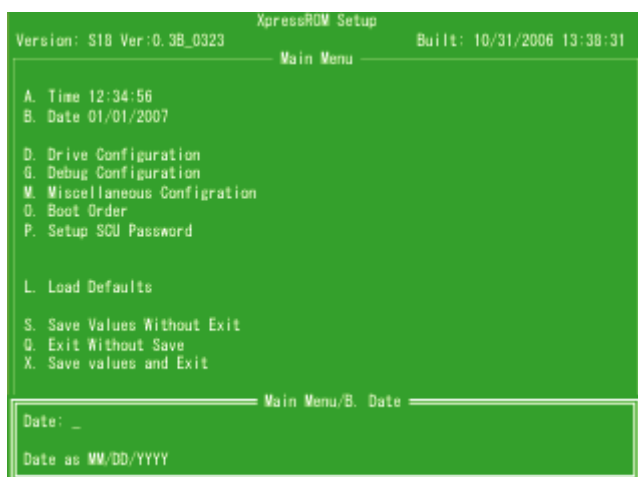 XpressROM Setup
Version: S18 Ver:0.3B_0323 Built: 10/31/2006 13:38:31
Main Menu
A. Time 12:34:56
B. Date 01/01/2007
D. Drive Configuration
G. Debug Configuration
M. Miscellaneous Configration
O. Boot Order
P. Setup SCU Password
L. Load Defaults
S. Save Values Without Exit
Q. Exit Without Save
X. Save values and Exit
Main Menu/B. Date
Date: _
Date as MM/DD/YYYY